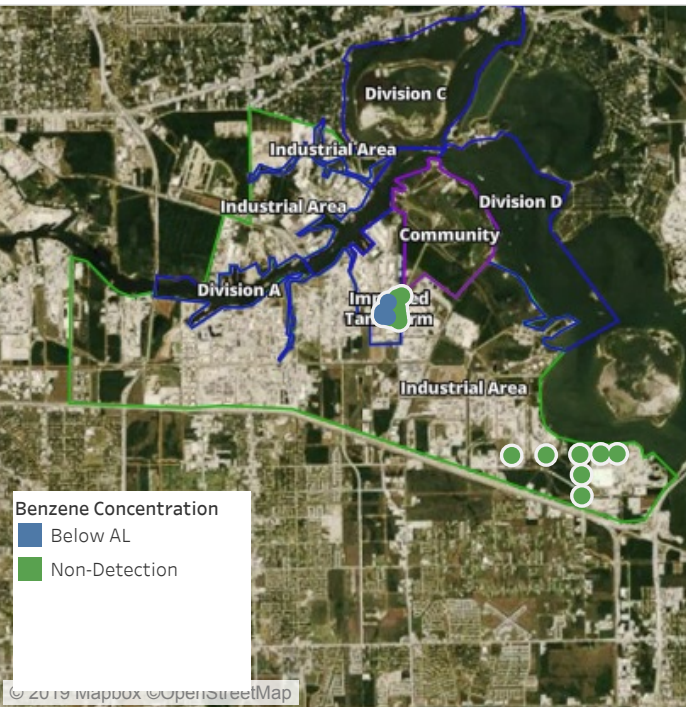 Division C
Industrial Area
Division D
Industrial Area
Community
Division A
Industrial Area
Benzene Concentration
Below AL
Non-Detection
© 2019 Mapbox ©OpenStreetMap